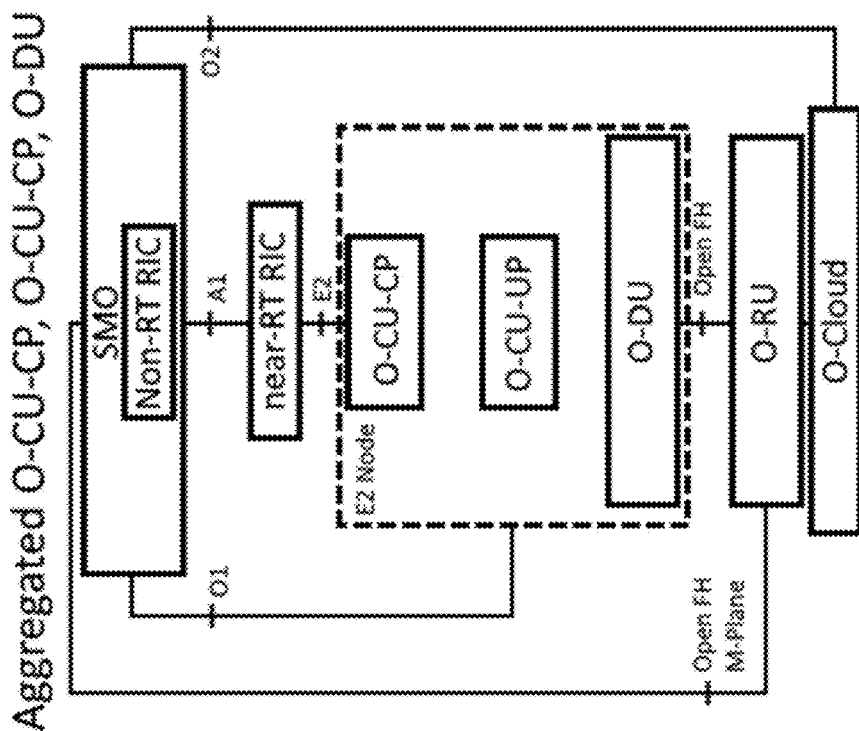 Aggregated O-CU-CP, O-CU-CP, O-DU
SMO
Non-RT RIC
O2
O1
A1
near-RT RIC
E2
E2 Node
O-CU-CP
O-CU-UP
O-DU
Open FH
Open FH
M-Plane
O-RU
O-Cloud